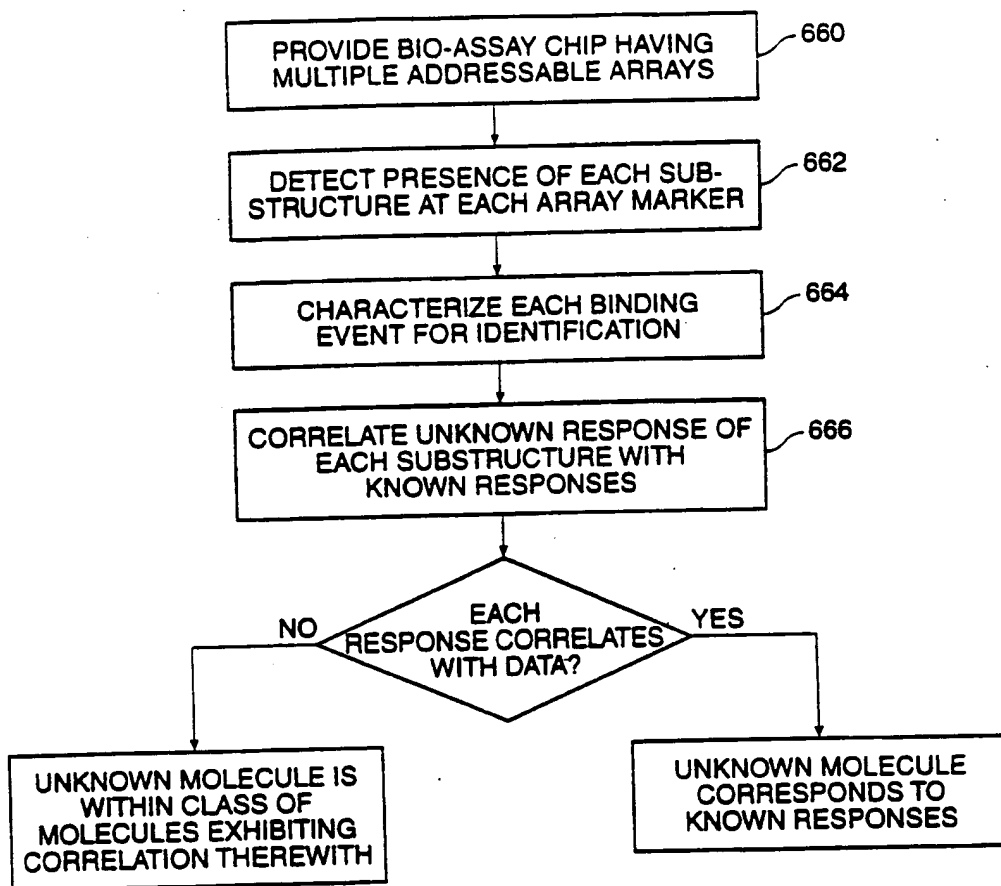 PROVIDE BIO-ASSAY CHIP HAVING
MULTIPLE ADDRESSABLE ARRAYS
660
DETECT PRESENCE OF EACH SUB-
STRUCTURE AT EACH ARRAY MARKER
662
CHARACTERIZE EACH BINDING
EVENT FOR IDENTIFICATION
664
CORRELATE UNKNOWN RESPONSE OF
EACH SUBSTRUCTURE WITH
KNOWN RESPONSES
666
EACH
RESPONSE CORRELATES
WITH DATA?
NO
YES
UNKNOWN MOLECULE IS
WITHIN CLASS OF
MOLECULES EXHIBITING
CORRELATION THEREWITH
UNKNOWN MOLECULE
CORRESPONDS TO
KNOWN RESPONSES